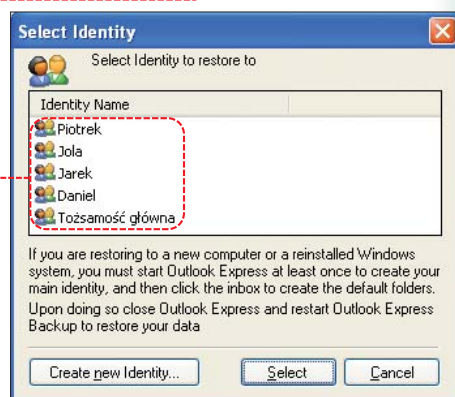 Select Identity
Select Identity to restore to
Identity Name
Piotrek
Jola
Jarek
Daniel
Tożsamość główna
If you are restoring to a new computer or a reinstalled Windows
system, you must start Outlook Express at least once to create your
main identity, and then click the inbox to create the default folders.
Upon doing so close Outlook Express and restart Outlook Express
Backup to restore your data
Create new Identity...
Select
Cancel